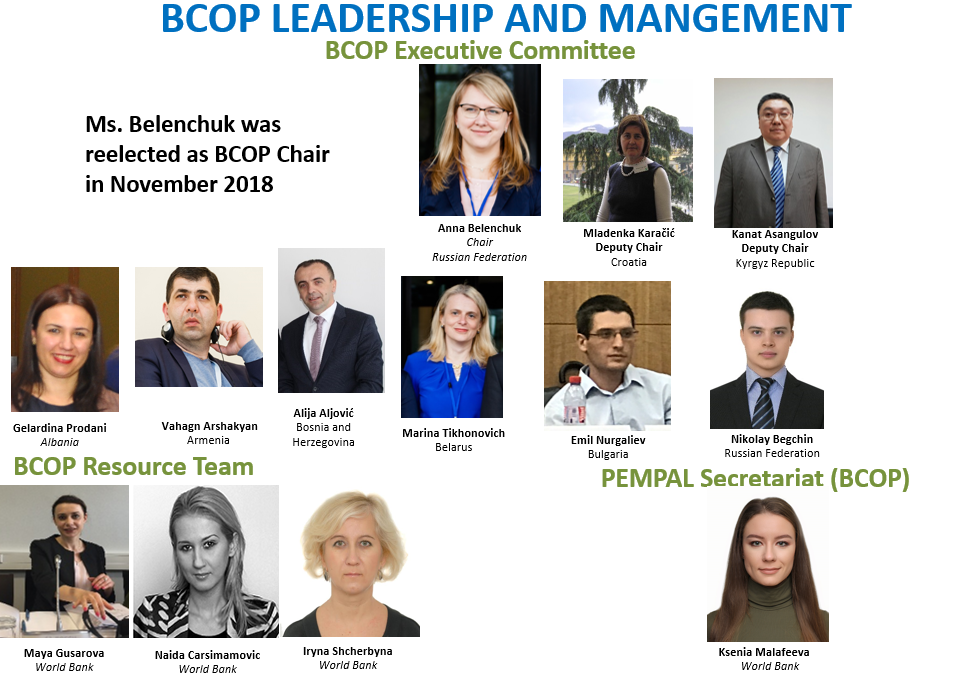 BCOP LEADERSHIP AND MANGEMENT
BCOP Executive Committee
Ms. Belenchuk was
reelected as BCOP Chair
in November 2018
Anna Belenchuk
Chair
Russian Federation
Mladenka Karačić
Deputy Chair
Croatia
Kanat Asangulov
Deputy Chair
Kyrgyz Republic
Gelardina Prodani
Albania
Vahagn Arshakyan
Armenia
Alija Aljović
Bosnia and
Herzegovina
Marina Tikhonovich
Belarus
Emil Nurgaliev
Bulgaria
Nikolay Begchin
Russian Federation
BCOP Resource Team
PEMPAL Secretariat (BCOP)
Maya Gusarova
World Bank
Naida Carsimamovic
World Bank
Iryna Shcherbyna
World Bank
Ksenia Malafeeva
World Bank